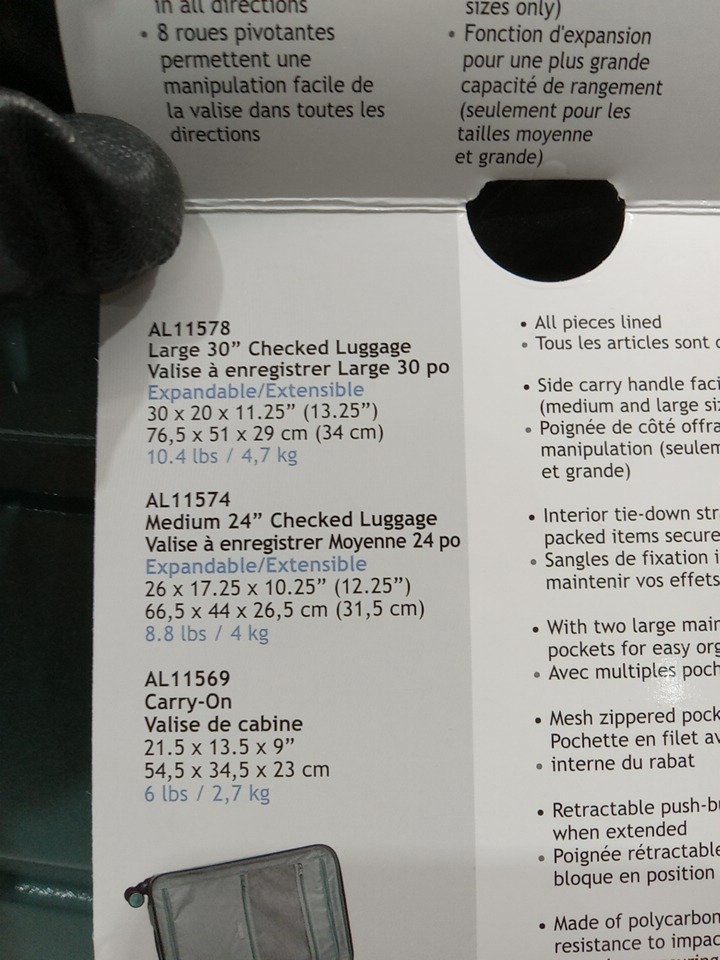 in all directions
• 8 roues pivotantes
permettent une
manipulation facile de
la valise dans toutes les
directions
sizes only)
• Fonction d'expansion
pour une plus grande
capacité de rangement
(seulement pour les
tailles moyenne
et grande)
AL11578
Large 30” Checked Luggage
Valise à enregistrer Large 30 po
Expandable/Extensible
30 x 20 x 11.25” (13.25”)
76,5 x 51 x 29 cm (34 cm)
10.4 lbs / 4,7 kg
AL11574
Medium 24” Checked Luggage
Valise à enregistrer Moyenne 24 po
Expandable/Extensible
26 x 17.25 x 10.25” (12.25”)
66,5 x 44 x 26,5 cm (31,5 cm)
8.8 lbs / 4 kg
AL11569
Carry-On
Valise de cabine
21.5 x 13.5 x 9”
54,5 x 34,5 x 23 cm
6 lbs / 2,7 kg
• All pieces lined
• Tous les articles sont
• Side carry handle
(medium and large
• Poignée de côté
manipulation
et grande)
• Interior tie-down
packed items secure
• Sangles de fixation
maintenir vos effets
• With two large
pockets for easy
• Avec multiples
• Mesh zippered
Pochette en filet
• interne du rabat
• Retractable
when extended
• Poignée rétractable
bloque en position
• Made of
resistance to